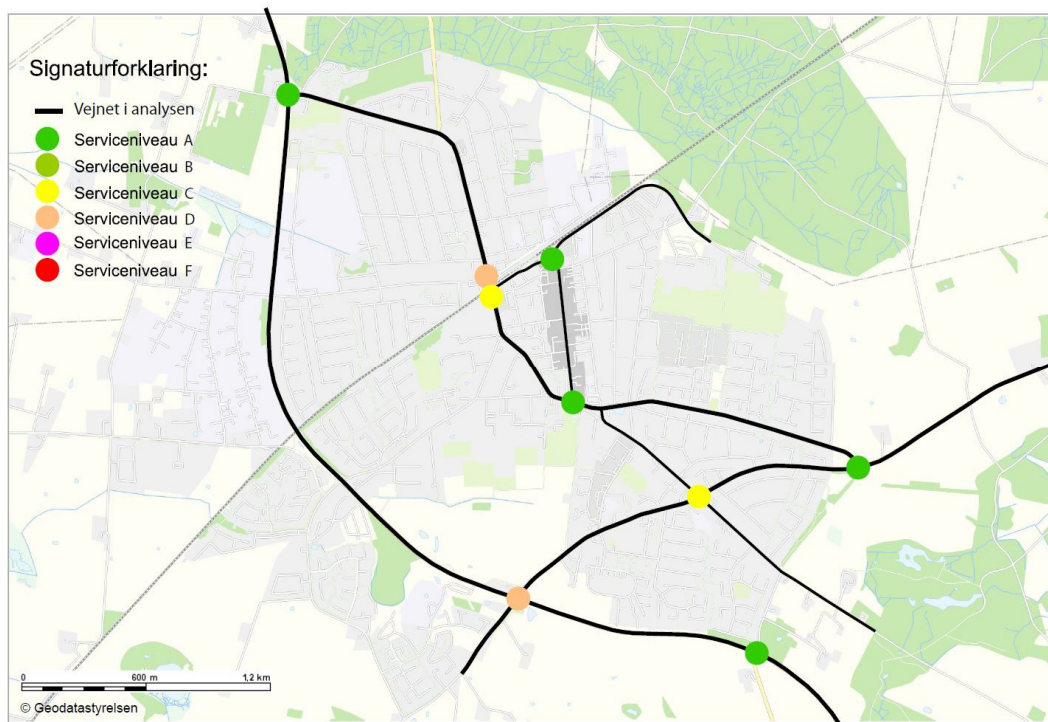 Signaturforklaring:
Vejnet i analysen
Serviceniveau A
Serviceniveau B
Serviceniveau C
Serviceniveau D
Serviceniveau E
Serviceniveau F
0 600 m 1,2 km
© Geodatastyrelsen